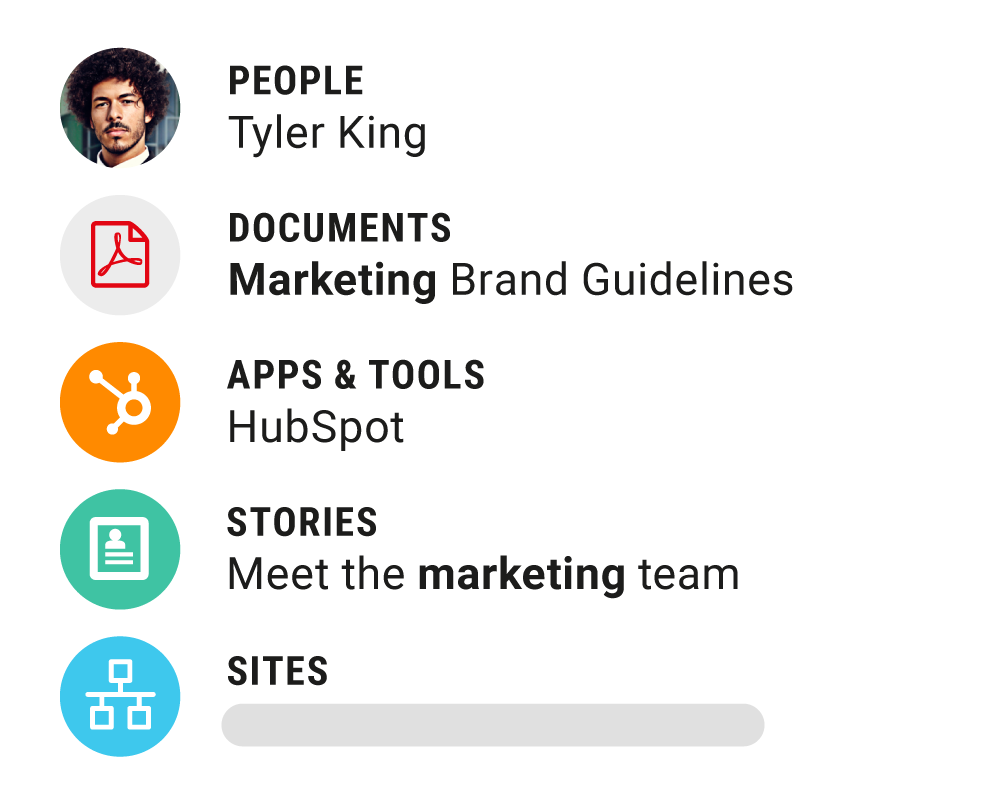 PEOPLE
Tyler King
DOCUMENTS
Marketing Brand Guidelines
APPS & TOOLS
HubSpot
STORIES
Meet the marketing team
SITES